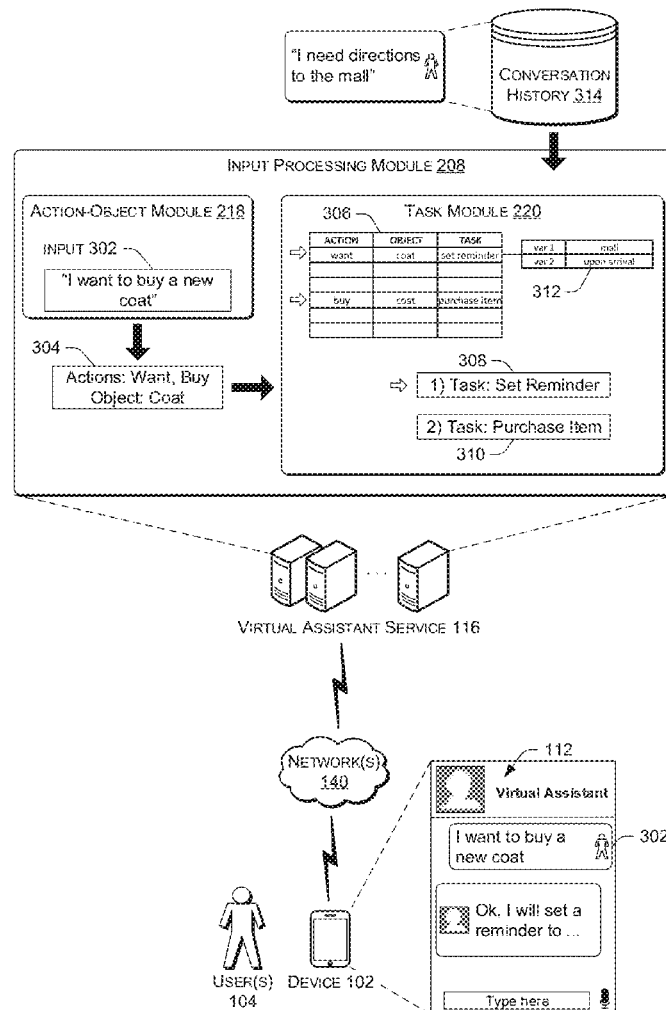 "I need directions
to the mall"
CONVERSATION
HISTORY 314
INPUT PROCESSING MODULE 208
ACTION-OBJECT MODULE 218
INPUT 302
"I want to buy a new
coat"
304
Actions: Want, Buy
Object: Coat
TASK MODULE 220
306
ACTION OBJECT TASK
want coat set reminder
buy coat purchase item
var 1 mall
var 2 upon arrival
312
308
1) Task: Set Reminder
2) Task: Purchase Item
310
VIRTUAL ASSISTANT SERVICE 116
NETWORK(S)
140
112
Virtual Assistant
I want to buy a
new coat
302
Ok. I will set a
reminder to ...
Type here
USER(S)
104
DEVICE 102